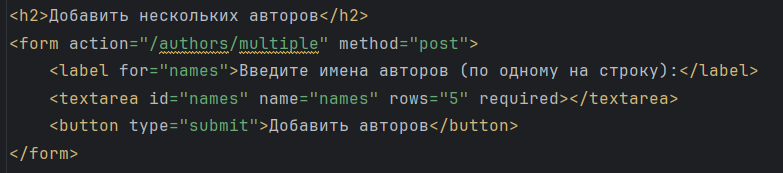 <h2>Добавить нескольких авторов</h2>
<form action="/authors/multiple" method="post">
    <label for="names">Введите имена авторов (по одному на строку):</label>
    <textarea id="names" name="names" rows="5" required></textarea>
    <button type="submit">Добавить авторов</button>
</form>